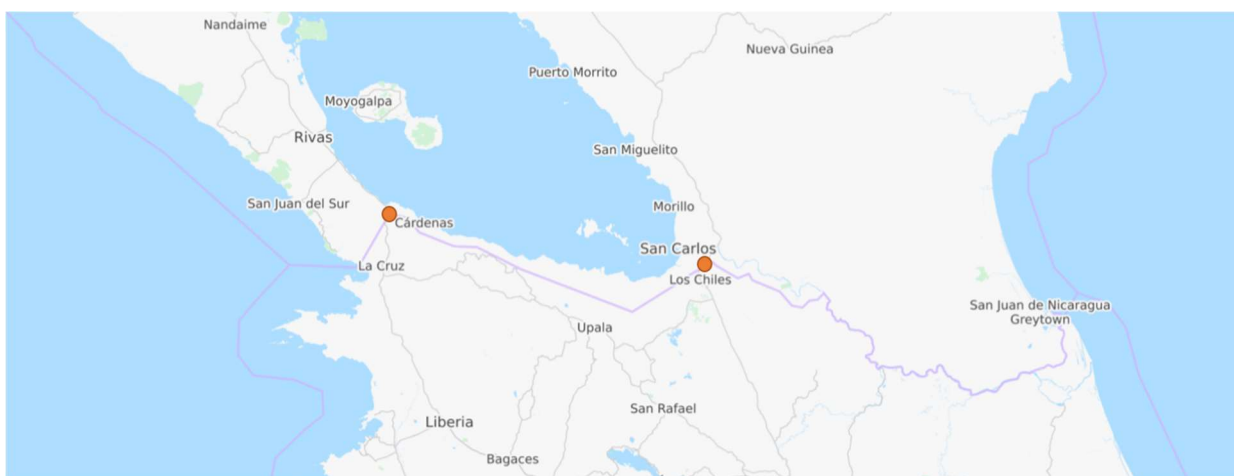 Nandaime
Nueva Guinea
Puerto Morrito
Moyogalpa
Rivas
San Miguelito
San Juan del Sur
Morillo
Cárdenas
San Carlos
La Cruz
Los Chiles
San Juan de Nicaragua
Greytown
Upala
San Rafael
Liberia
Bagaces